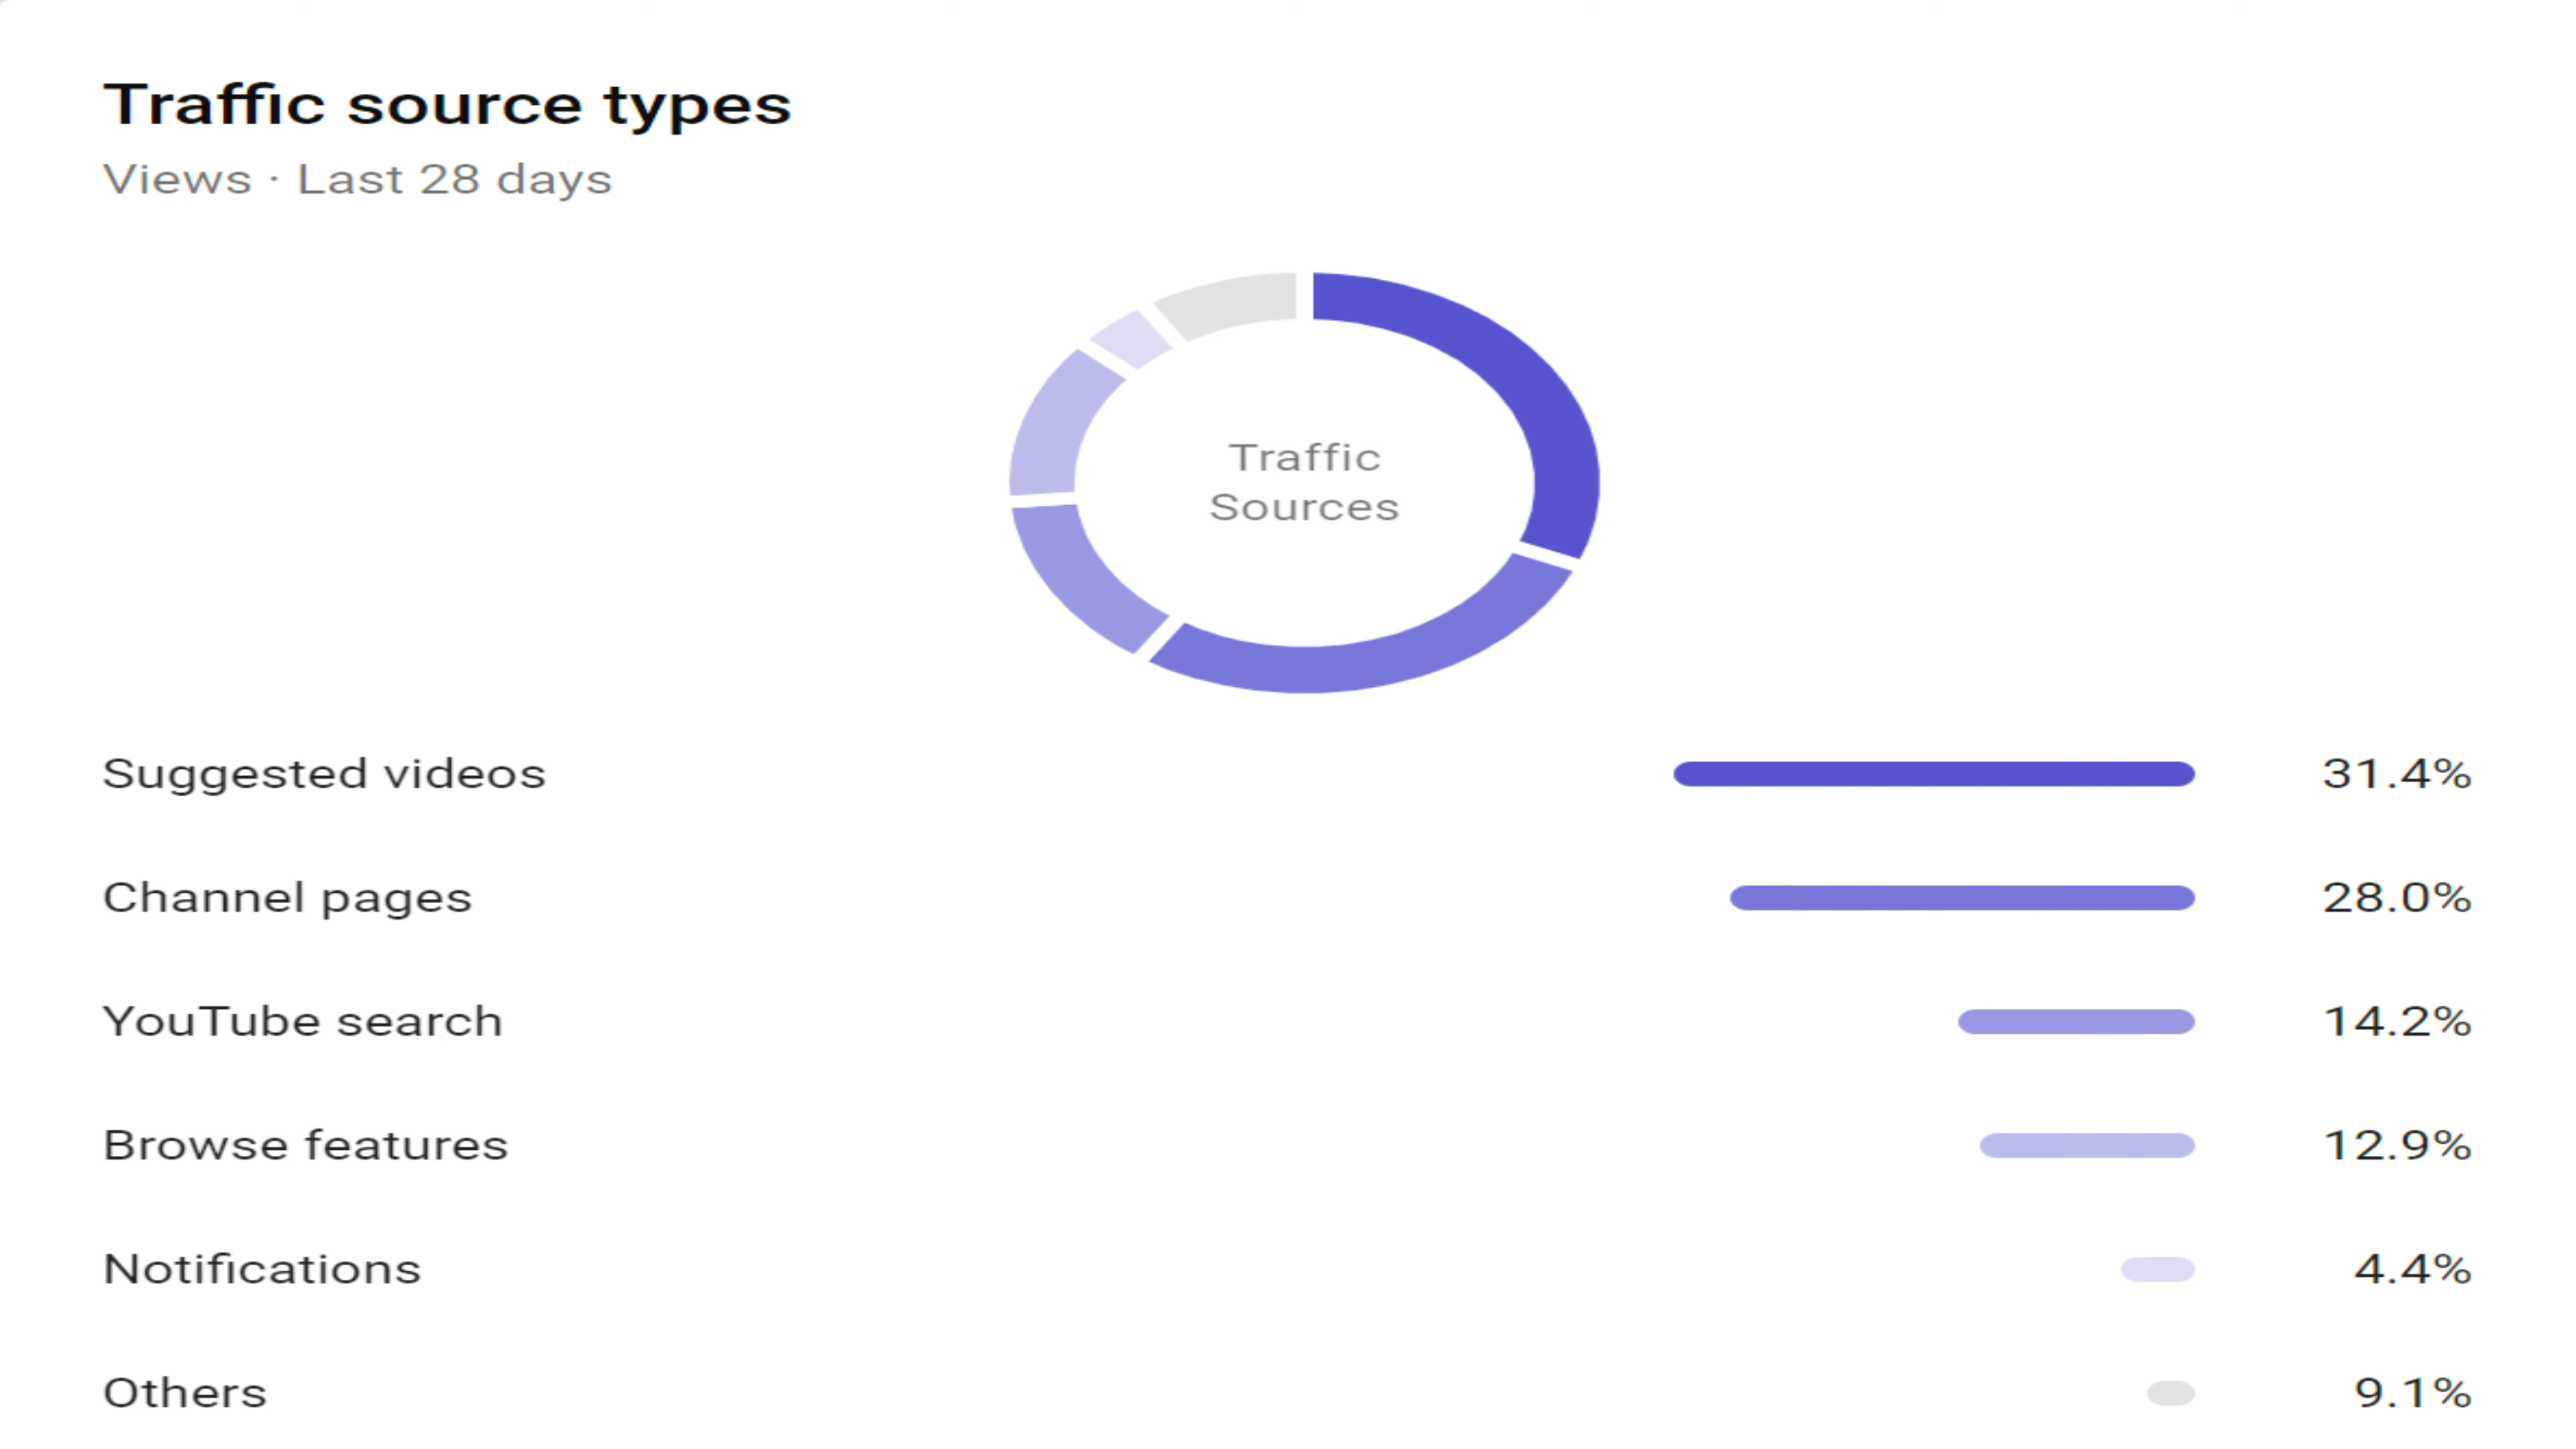 Traffic source types
Views · Last 28 days
Traffic
Sources
Suggested videos 31.4%
Channel pages 28.0%
YouTube search 14.2%
Browse features 12.9%
Notifications 4.4%
Others 9.1%